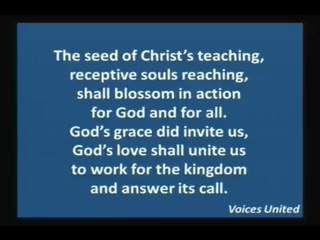 The seed of Christ's teaching,
receptive souls reaching,
shall blossom in action
for God and for all.
God's grace did invite us,
God's love shall unite us
to work for the kingdom
and answer its call.
Voices United